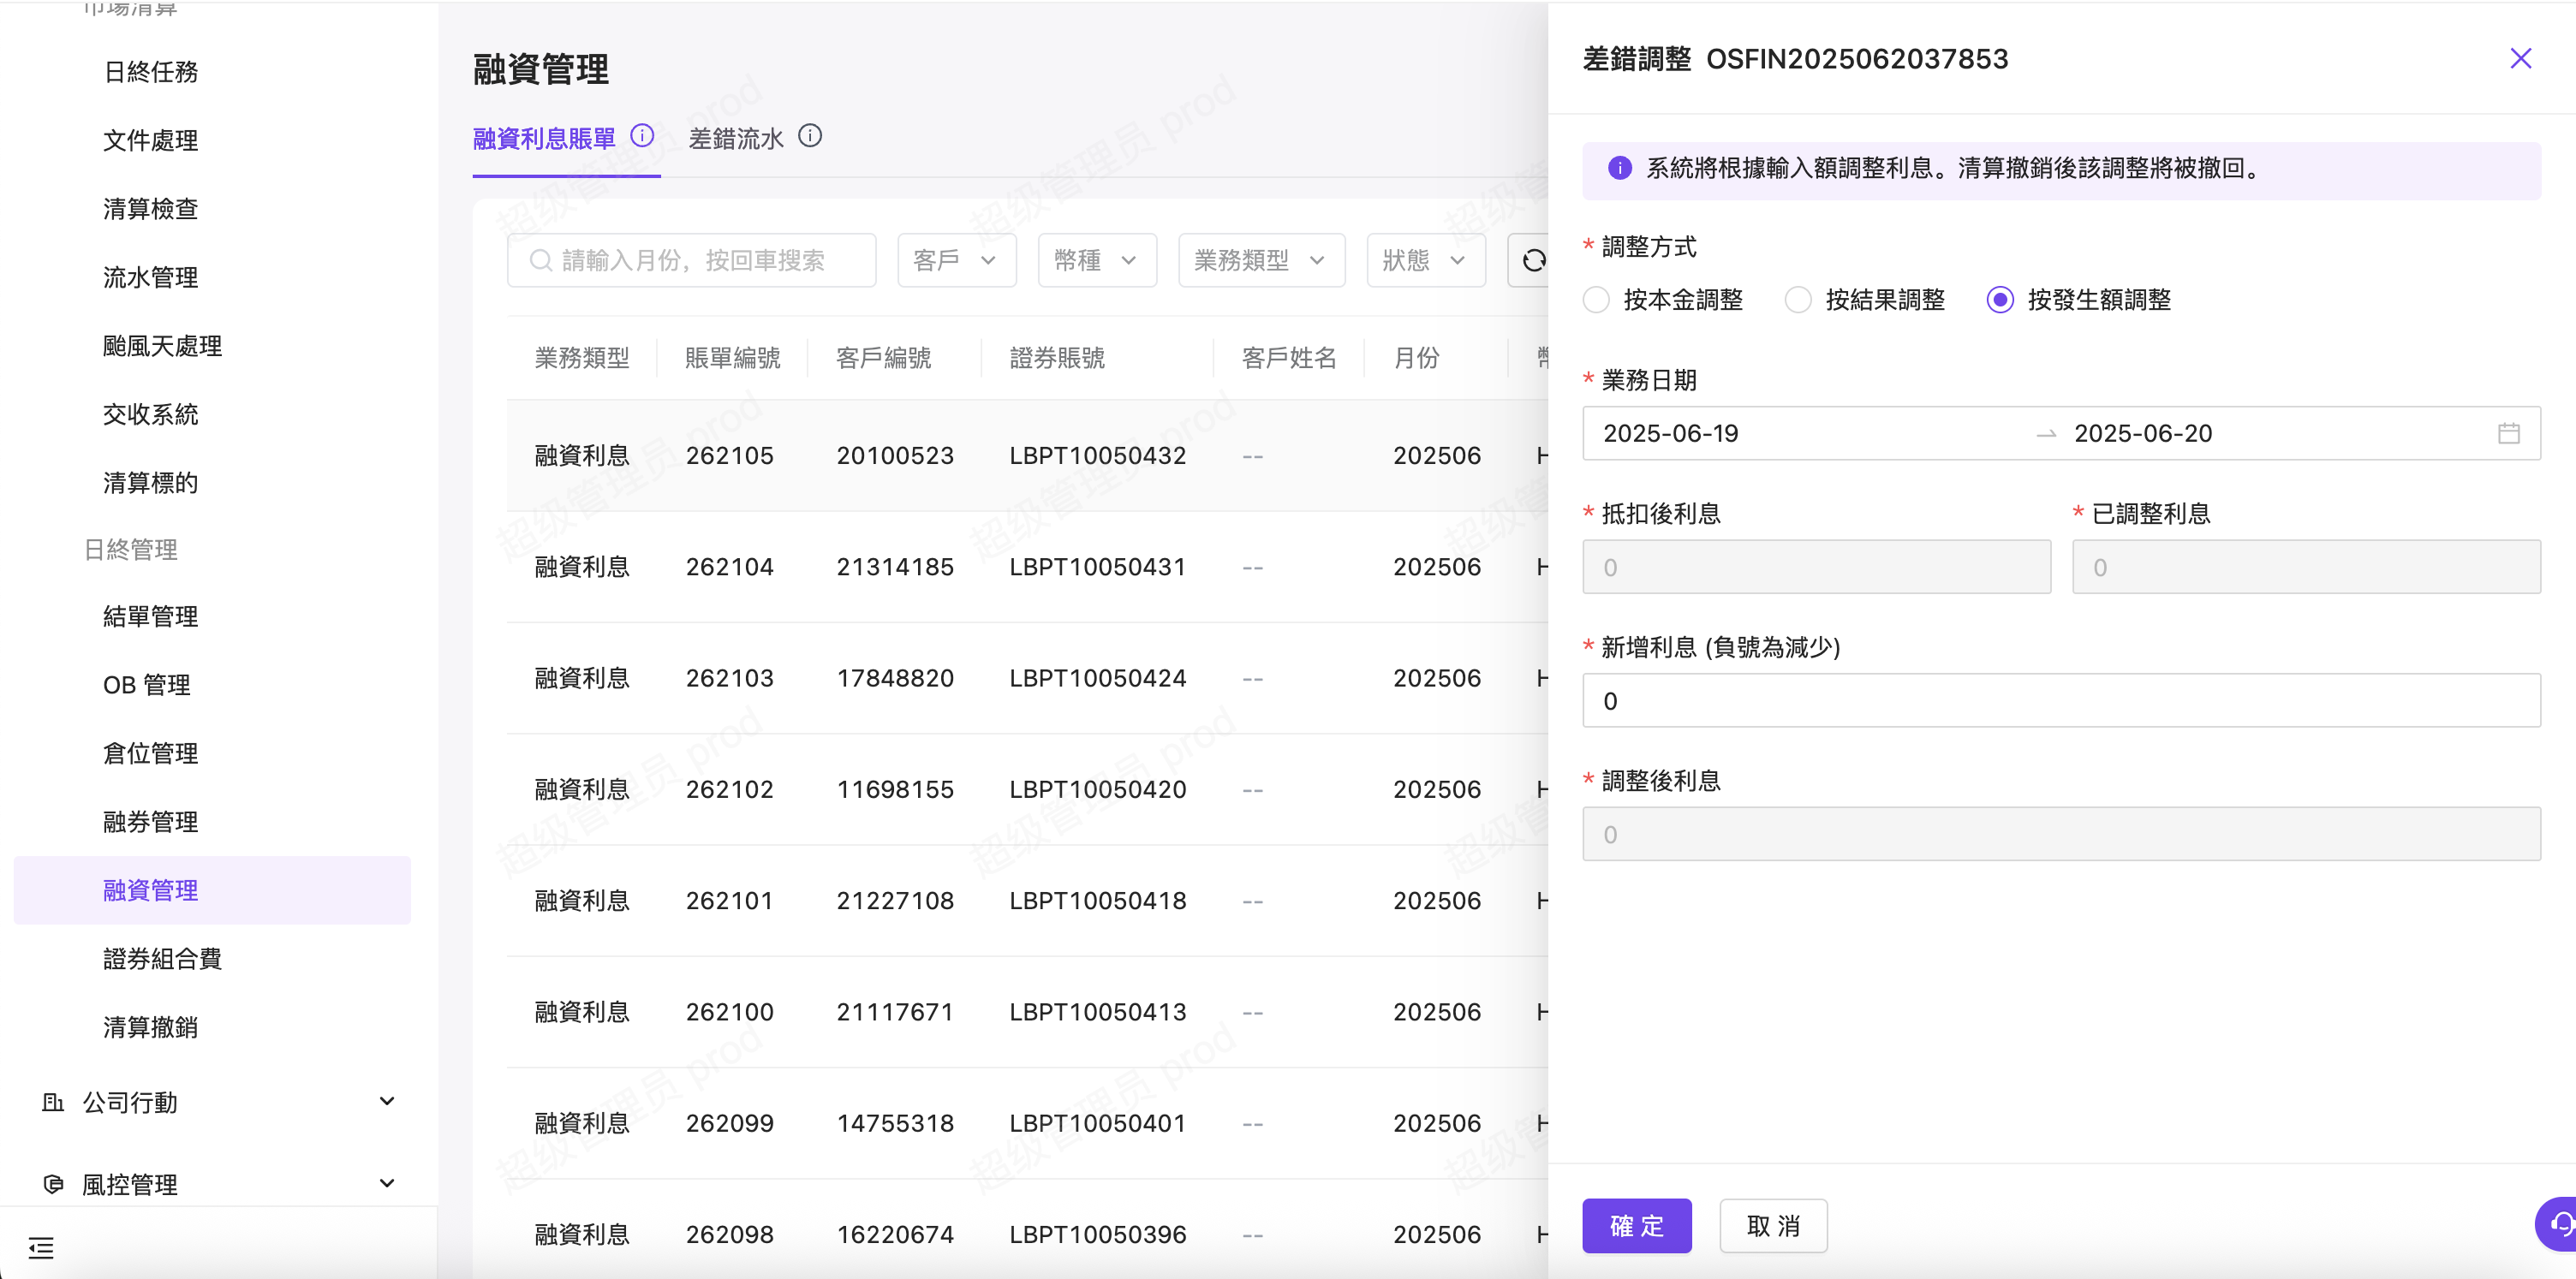 市場清算
日終任務
文件處理
清算檢查
流水管理
颱風天處理
交收系統
清算標的
日終管理
結單管理
OB 管理
倉位管理
融券管理
融資管理
證券組合費
清算撤銷
公司行動
風控管理
融資管理
融資利息賬單 差錯流水
請輸入月份，按回車搜索 客戶 幣種 業務類型 狀態
業務類型 賬單編號 客戶編號 證券賬號 客戶姓名 月份
融資利息 262105 20100523 LBPT10050432 -- 202506 H
融資利息 262104 21314185 LBPT10050431 -- 202506 H
融資利息 262103 17848820 LBPT10050424 -- 202506 H
融資利息 262102 11698155 LBPT10050420 -- 202506 H
融資利息 262101 21227108 LBPT10050418 -- 202506 H
融資利息 262100 21117671 LBPT10050413 -- 202506 H
融資利息 262099 14755318 LBPT10050401 -- 202506 H
融資利息 262098 16220674 LBPT10050396 -- 202506 H
超级管理员 prod
差錯調整 OSFIN2025062037853
系統將根據輸入額調整利息。清算撤銷後該調整將被撤回。
* 調整方式
按本金調整 按結果調整 按發生額調整
* 業務日期
2025-06-19 → 2025-06-20
* 抵扣後利息 * 已調整利息
0 0
* 新增利息 (負號為減少)
0
* 調整後利息
0
確 定 取 消